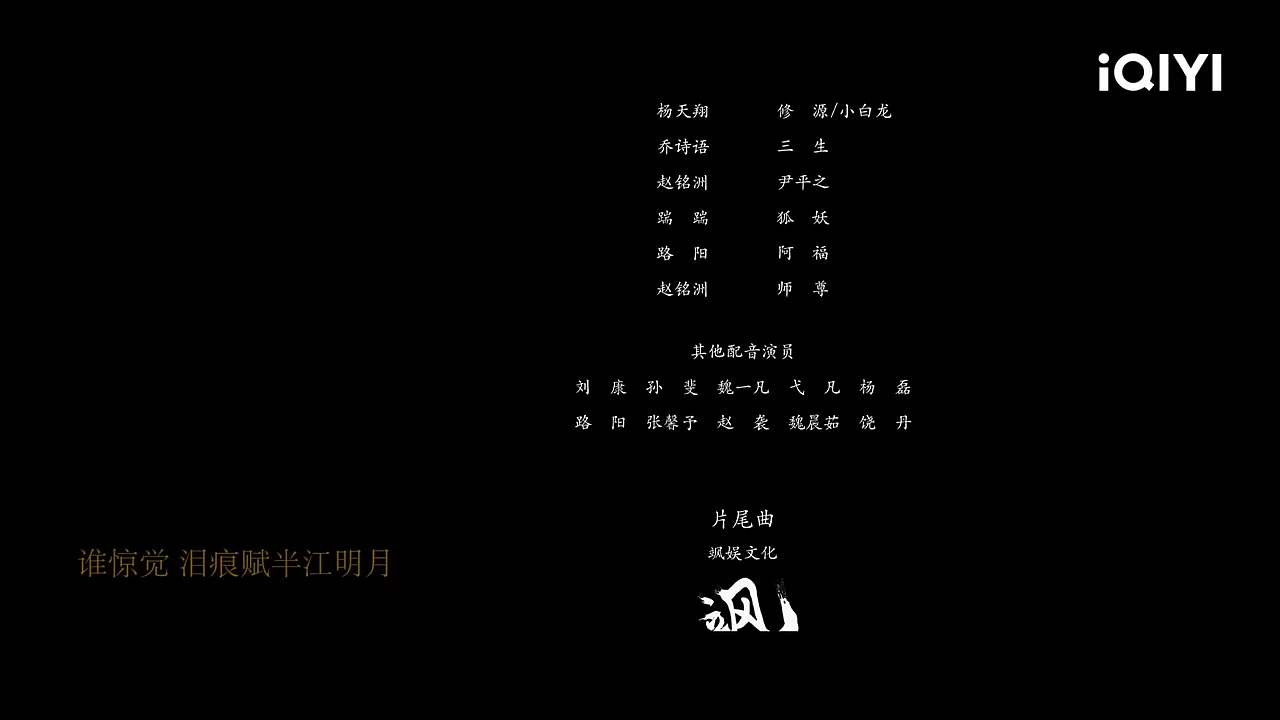 iQIYI
杨天翔 修 源/小白龙
乔诗语 三 生
赵铭洲 尹平之
踹 踹 狐 妖
路 阳 阿 福
赵铭洲 师 尊
其他配音演员
刘 康 孙 斐 魏一凡 弋 凡 杨 磊
路 阳 张馨予 赵 袭 魏晨茹 饶 丹
片尾曲
飒娱文化
谁惊觉 泪痕赋半江明月
飒